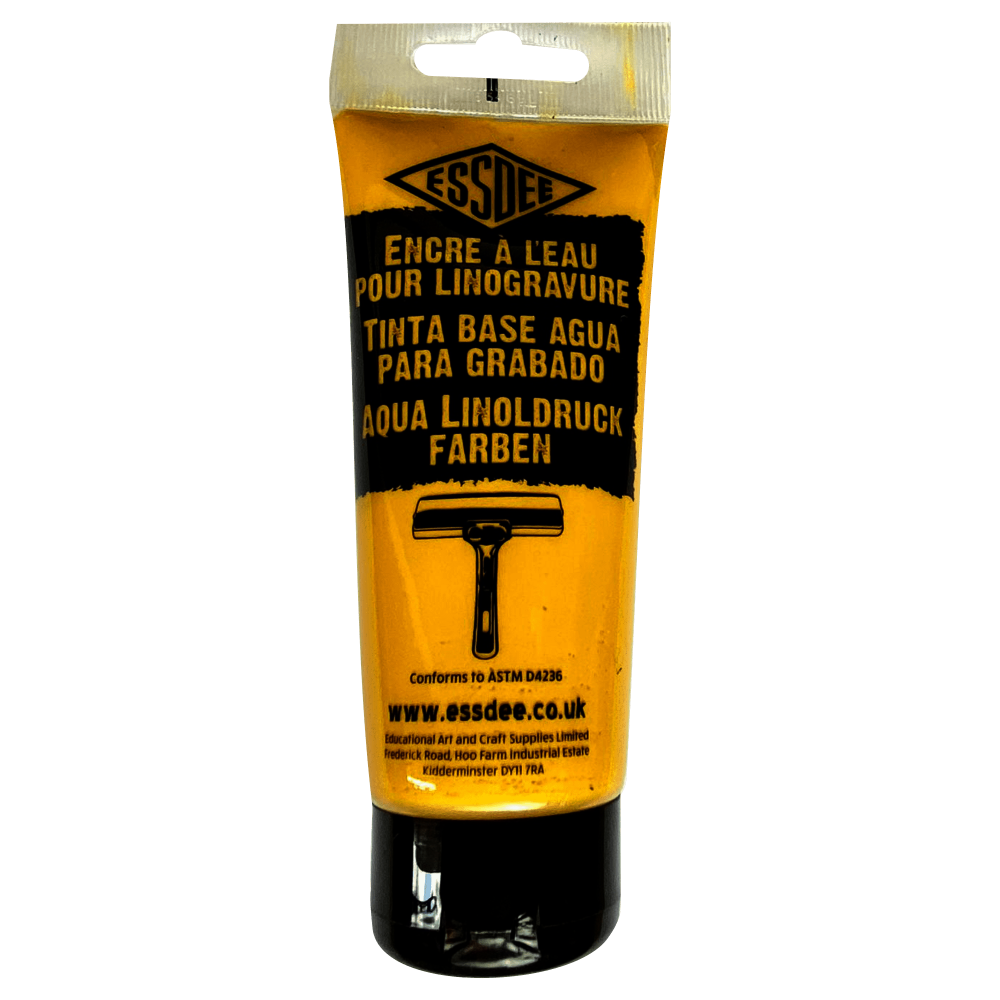 ESSDEE
ENCRE À L'EAU
POUR LINOGRAVURE
TINTA BASE AGUA
PARA GRABADO
AQUA LINOLDRUCK
FARBEN
Conforms to ASTM D4236
www.essdee.co.uk
Educational Art and Craft Supplies Limited
Frederick Road, Hoo Farm Industrial Estate
Kidderminster DY11 7RA